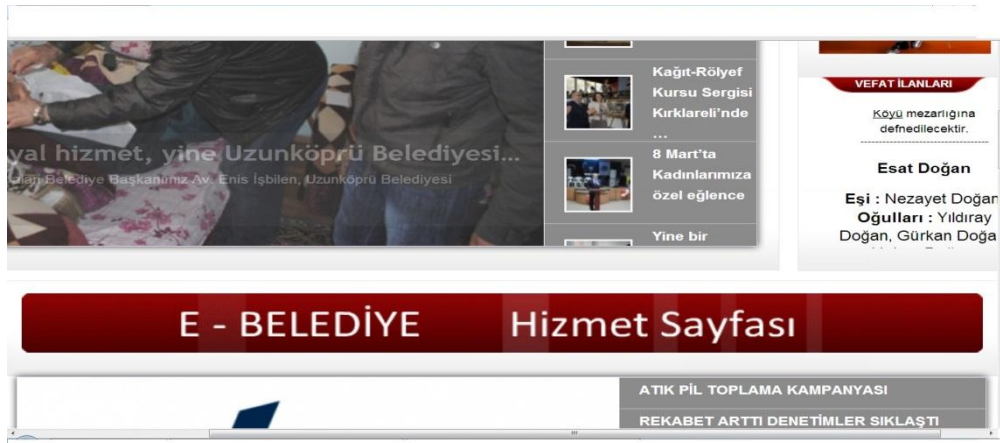 yal hizmet, yine Uzunköprü Belediyesi...
aları Belediye Başkanımız Av. Enis İşbilen, Uzunköprü Belediyesi
Kağıt-Rölyef
Kursu Sergisi
Kırklareli'nde
...
8 Mart'ta
Kadınlarımıza
özel eğlence
Yine bir
VEFAT İLANLARI
Köyü mezarlığına
defnedilecektir.
Esat Doğan
Eşi : Nezayet Doğan
Oğulları : Yıldıray
Doğan, Gürkan Doğa
E - BELEDİYE Hizmet Sayfası
ATIK PİL TOPLAMA KAMPANYASI
REKABET ARTTI DENETİMLER SIKLAŞTI